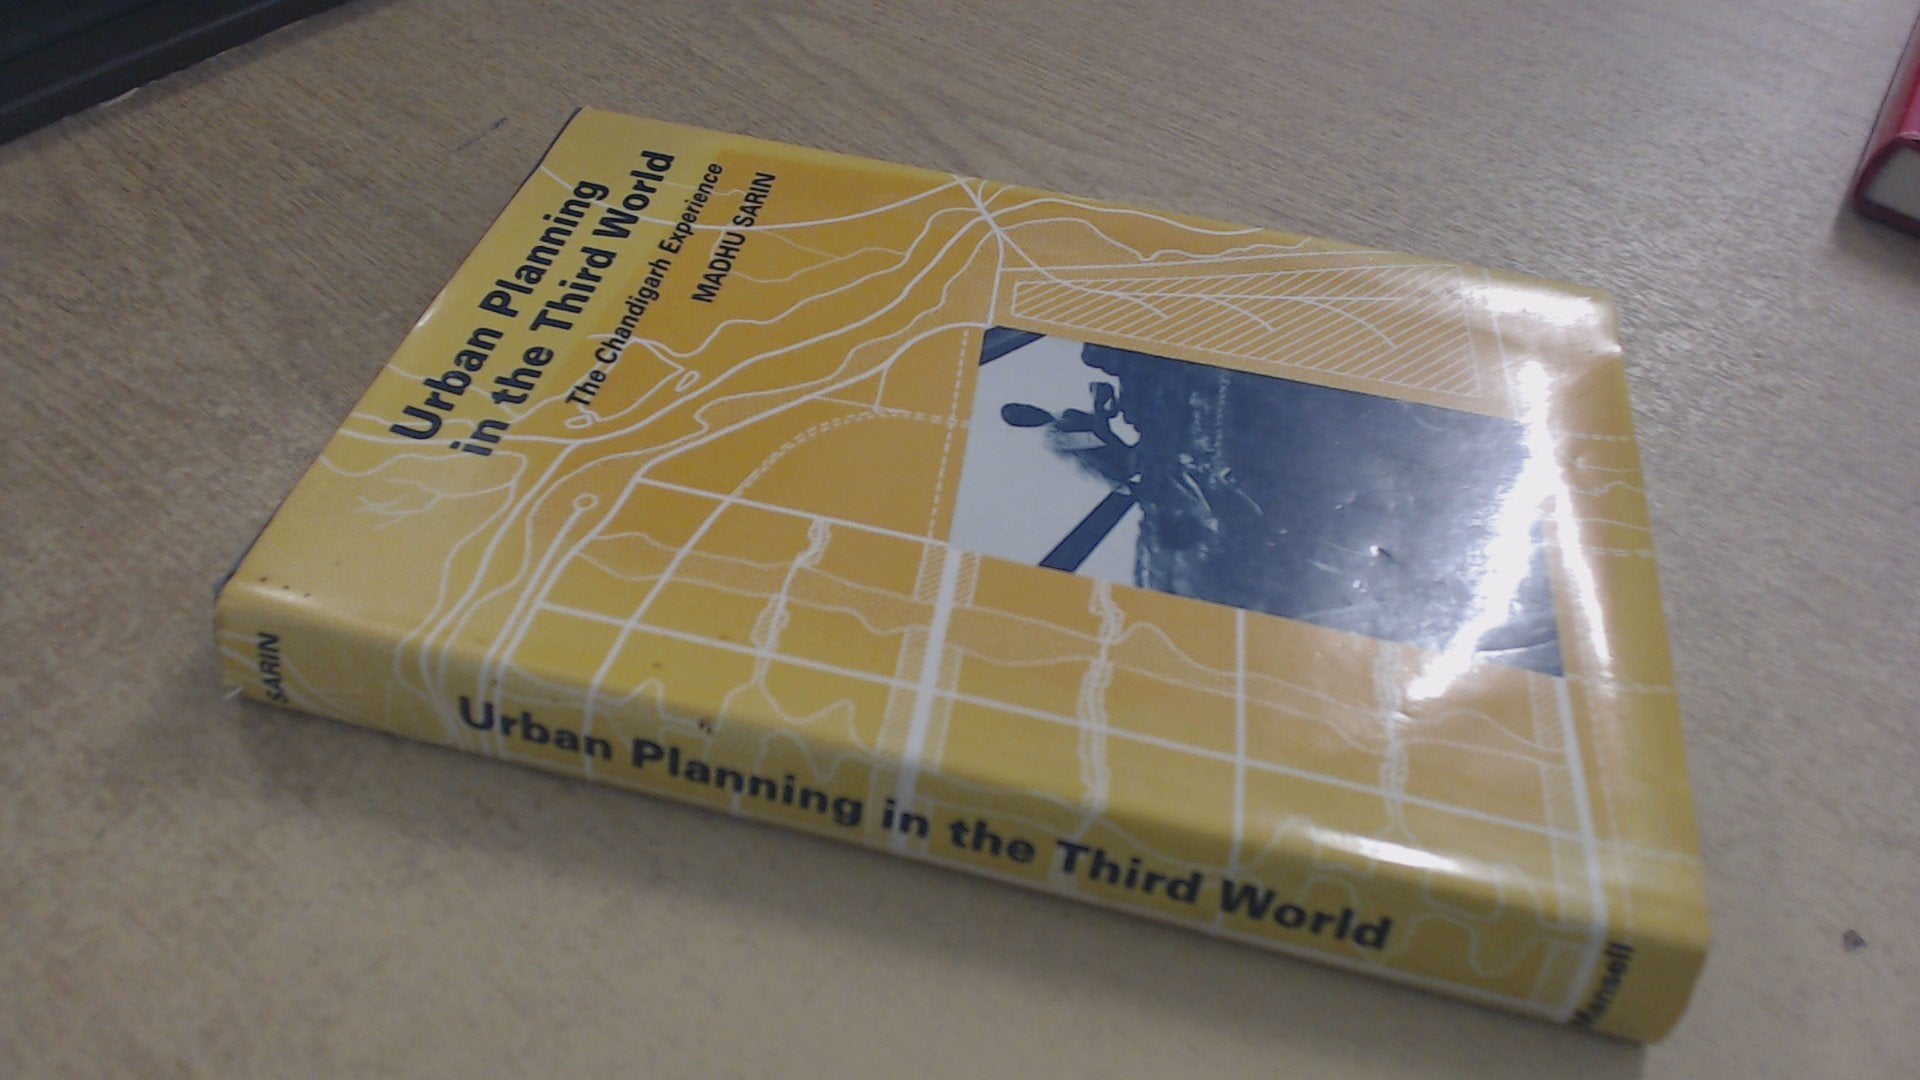 Urban Planning
in the Third World
The Chandigarh Experience
MADHU SARIN
SARIN
Urban Planning in the Third World
Mansell